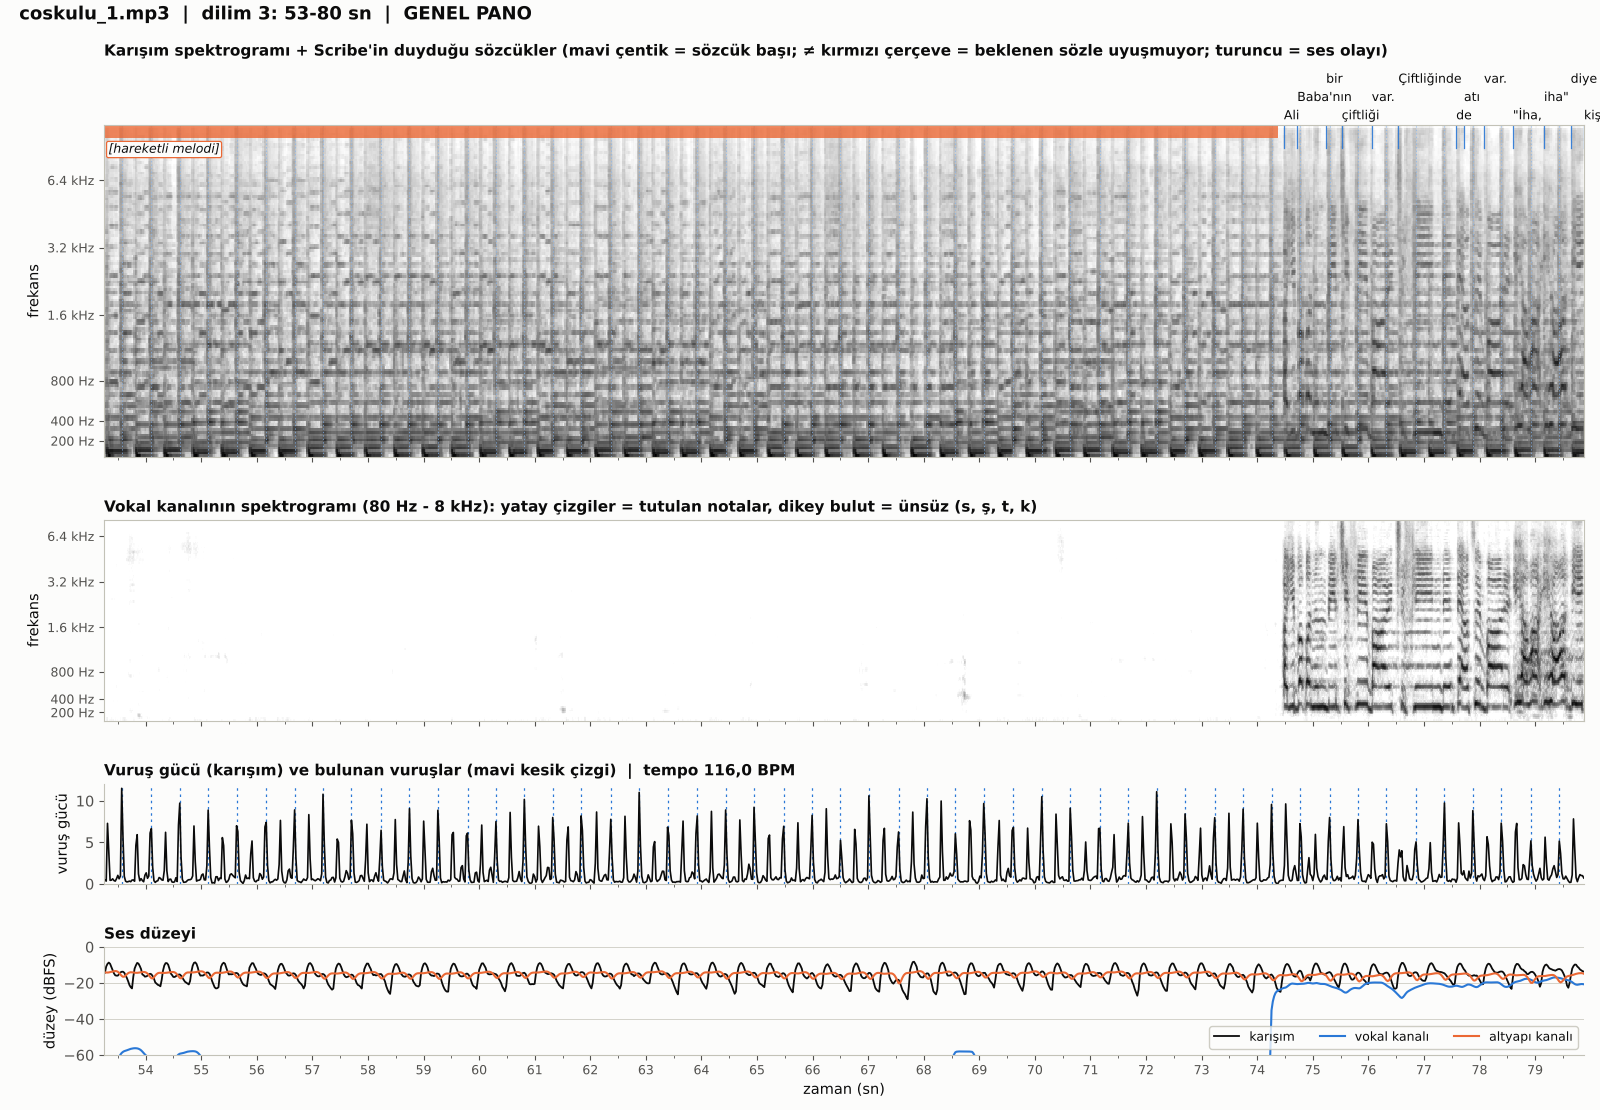 coskulu_1.mp3 | dilim 3: 53-80 sn | GENEL PANO
Karışım spektrogramı + Scribe'in duyduğu sözcükler (mavi çentik = sözcük başı; ≠ kırmızı çerçeve = beklenen sözle uyuşmuyor; turuncu = ses olayı)
bir Çiftliğinde var. diye
Baba'nın var. atı iha"
Ali çiftliği de "İha, kiş
[hareketli melodi]
frekans
6.4 kHz
3.2 kHz
1.6 kHz
800 Hz
400 Hz
200 Hz
Vokal kanalının spektrogramı (80 Hz - 8 kHz): yatay çizgiler = tutulan notalar, dikey bulut = ünsüz (s, ş, t, k)
frekans
6.4 kHz
3.2 kHz
1.6 kHz
800 Hz
400 Hz
200 Hz
Vuruş gücü (karışım) ve bulunan vuruşlar (mavi kesik çizgi) | tempo 116,0 BPM
vuruş gücü
10
5
0
Ses düzeyi
düzey (dBFS)
0
−20
−40
−60
karışım vokal kanalı altyapı kanalı
54 55 56 57 58 59 60 61 62 63 64 65 66 67 68 69 70 71 72 73 74 75 76 77 78 79
zaman (sn)